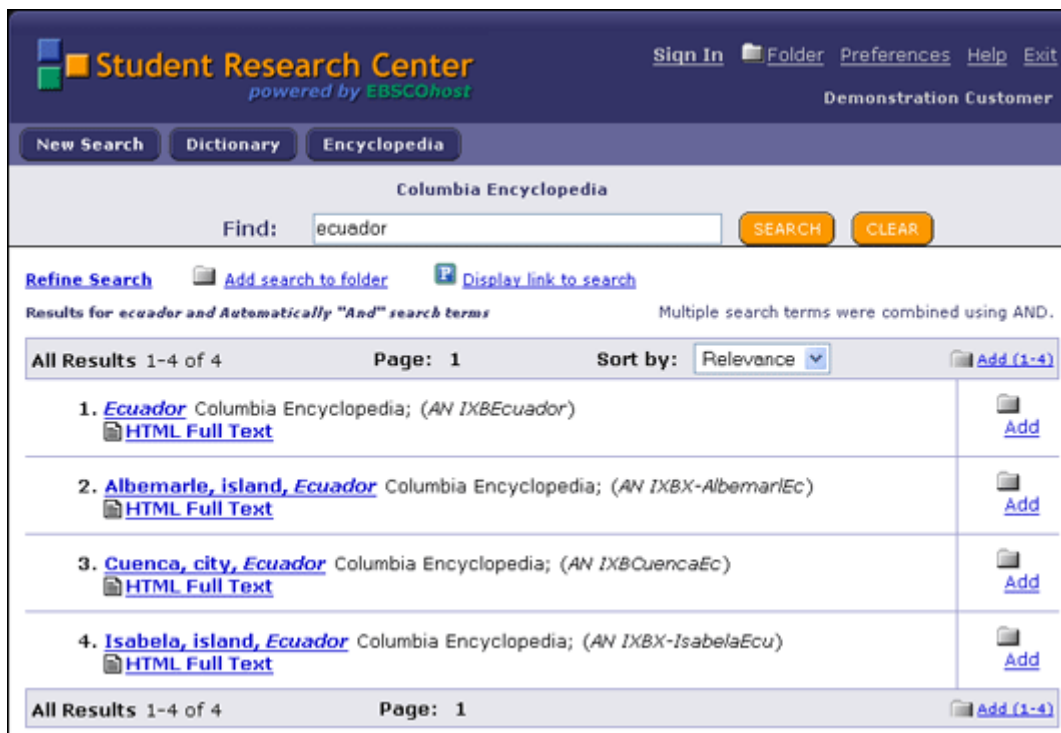 Student Research Center
powered by EBSCOhost
Sign In Folder Preferences Help Exit
Demonstration Customer
New Search Dictionary Encyclopedia
Columbia Encyclopedia
Find: ecuador SEARCH CLEAR
Refine Search Add search to folder P Display link to search
Results for ecuador and Automatically "And" search terms Multiple search terms were combined using AND.
All Results 1-4 of 4 Page: 1 Sort by: Relevance Add (1-4)
1. Ecuador Columbia Encyclopedia; (AN IXBEcuador)
HTML Full Text Add
2. Albemarle, island, Ecuador Columbia Encyclopedia; (AN IXBX-AlbemarlEc)
HTML Full Text Add
3. Cuenca, city, Ecuador Columbia Encyclopedia; (AN IXBCuencaEc)
HTML Full Text Add
4. Isabela, island, Ecuador Columbia Encyclopedia; (AN IXBX-IsabelaEcu)
HTML Full Text Add
All Results 1-4 of 4 Page: 1 Add (1-4)